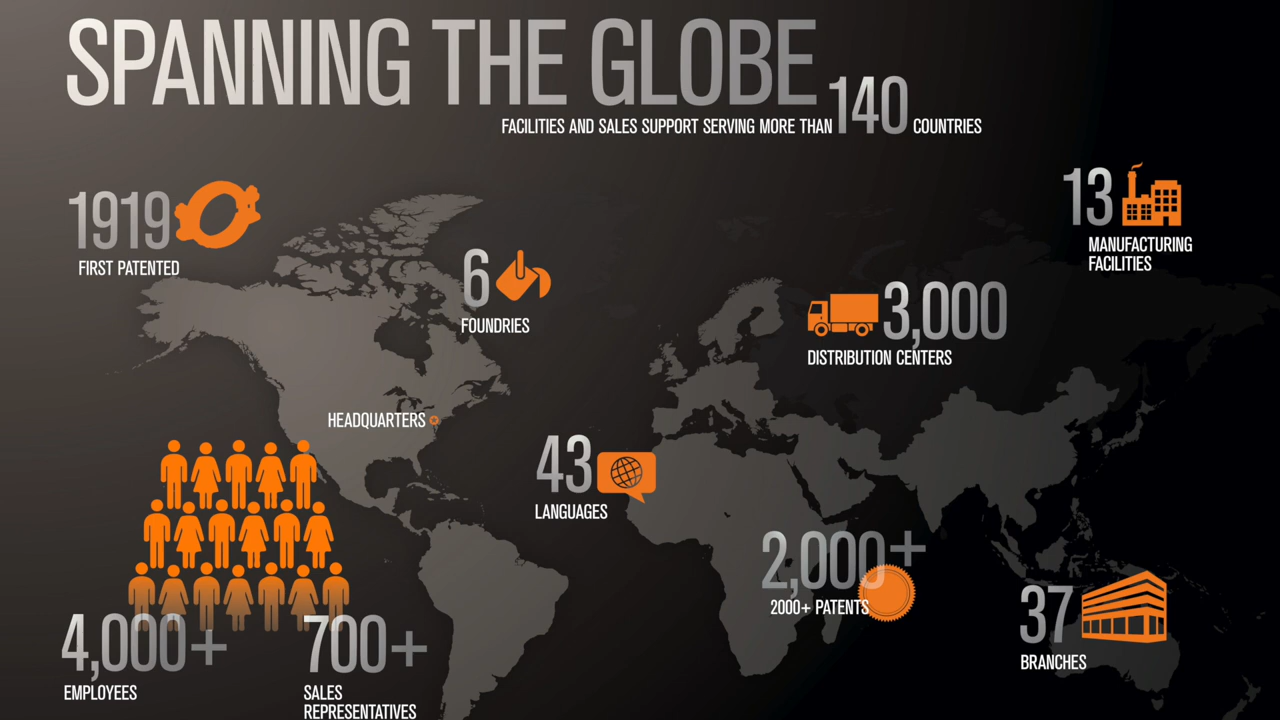 SPANNING THE GLOBE
FACILITIES AND SALES SUPPORT SERVING MORE THAN 140 COUNTRIES
1919
FIRST PATENTED
13
MANUFACTURING
FACILITIES
6
FOUNDRIES
3,000
DISTRIBUTION CENTERS
HEADQUARTERS
43
LANGUAGES
2,000+
2000+ PATENTS
37
BRANCHES
4,000+
EMPLOYEES
700+
SALES
REPRESENTATIVES